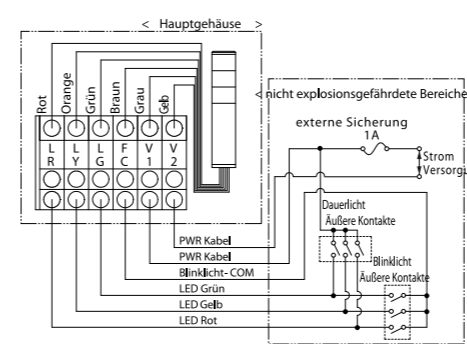 < Hauptgehäuse >
Rot
Orange
Grün
Braun
Grau
Gelb
L R
L Y
L G
F C
V 1
V 2
< nicht explosionsgefährdete Bereiche
externe Sicherung
1A
Strom
Versorg
Dauerlicht
Äußere Kontakte
Blinklicht
Äußere Kontakte
PWR Kabel
PWR Kabel
Blinklicht- COM
LED Grün
LED Gelb
LED Rot